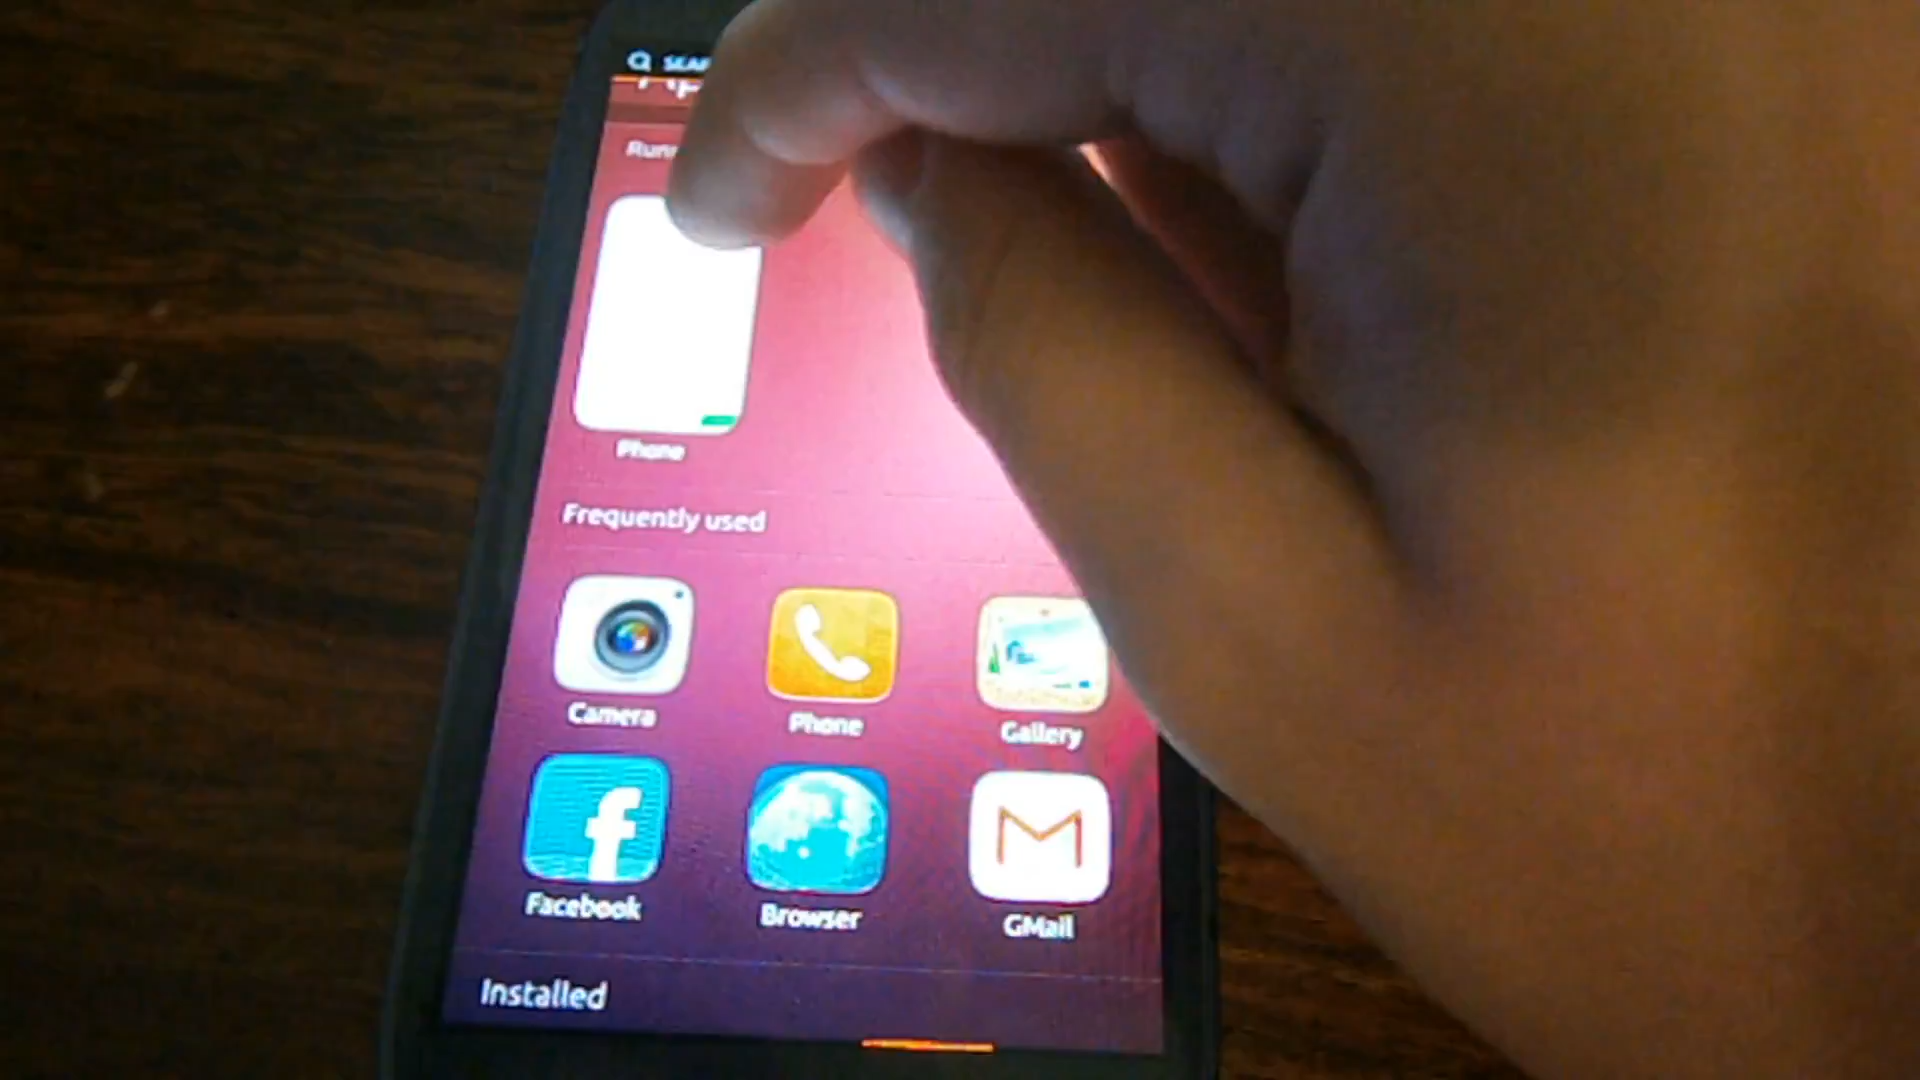 Phone
Frequently used
Camera Phone Gallery
Facebook Browser GMail
Installed